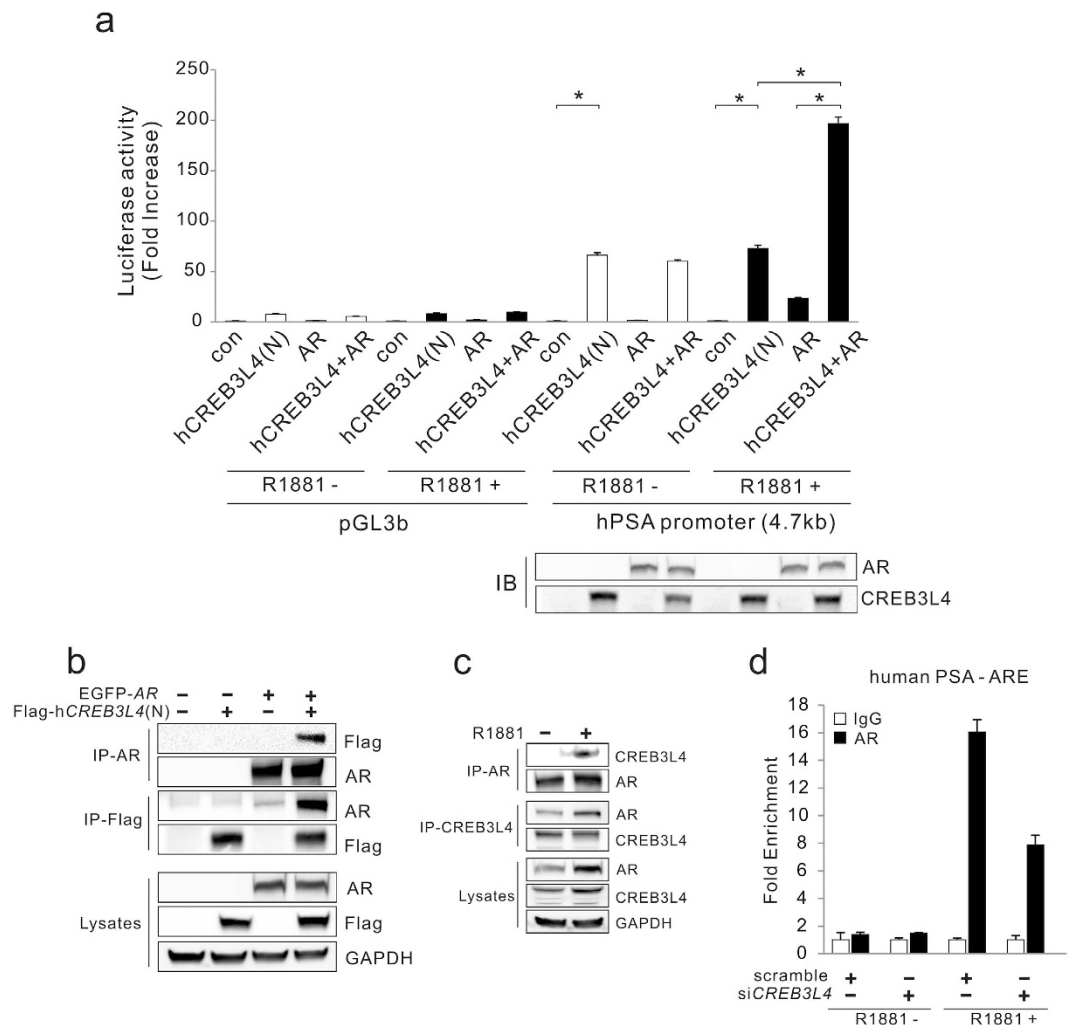 a
Luciferase activity
(Fold Increase)
250
200
150
100
50
0
* * * *
con hCREB3L4(N) AR hCREB3L4+AR con hCREB3L4(N) AR hCREB3L4+AR con hCREB3L4(N) AR hCREB3L4+AR con hCREB3L4(N) AR hCREB3L4+AR
R1881 - R1881 + R1881 - R1881 +
pGL3b hPSA promoter (4.7kb)
IB
AR
CREB3L4
b
EGFP-AR - - + +
Flag-hCREB3L4(N) - + - +
IP-AR
Flag
AR
IP-Flag
AR
Flag
Lysates
AR
Flag
GAPDH
c
R1881 - +
IP-AR
CREB3L4
AR
IP-CREB3L4
AR
CREB3L4
Lysates
AR
CREB3L4
GAPDH
d
human PSA - ARE
Fold Enrichment
18
16
14
12
10
8
6
4
2
0
IgG
AR
scramble + - + -
siCREB3L4 - + - +
R1881 - R1881 +